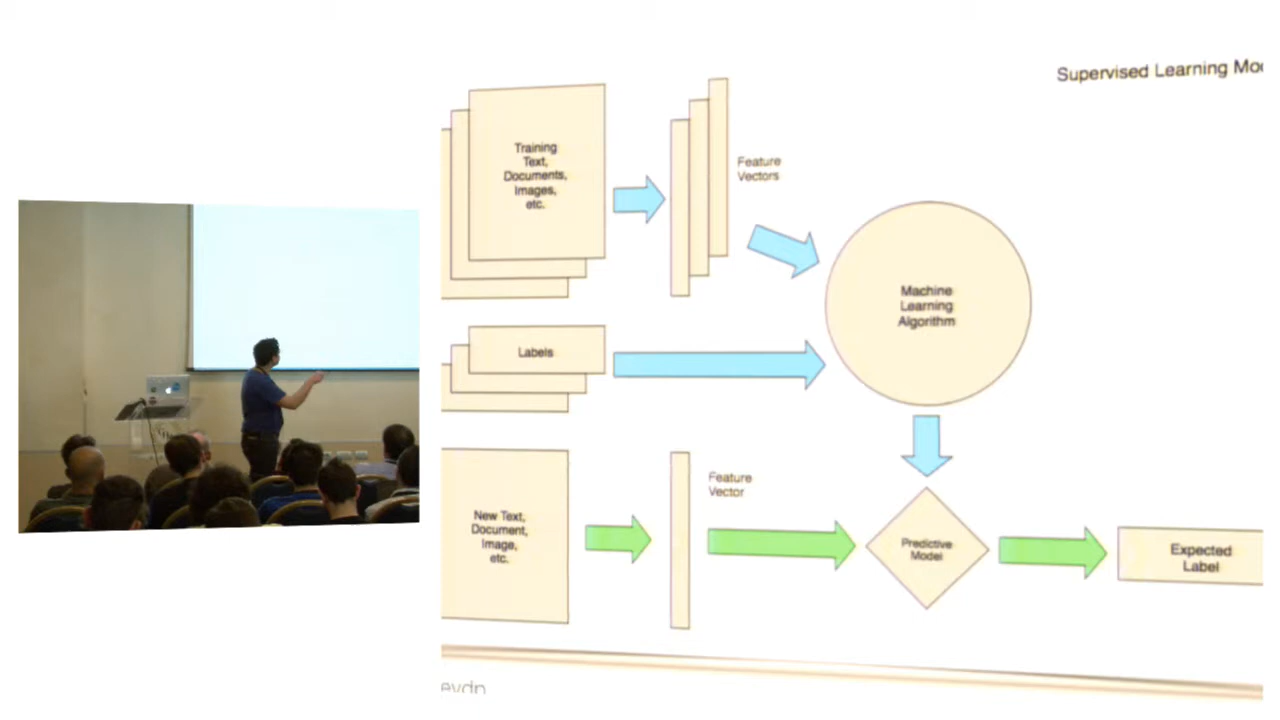 Supervised Learning Mo
Training
Text,
Documents,
Images,
etc.
Feature
Vectors
Machine
Learning
Algorithm
Labels
New Text,
Document,
Image,
etc.
Feature
Vector
Predictive
Model
Expected
Label